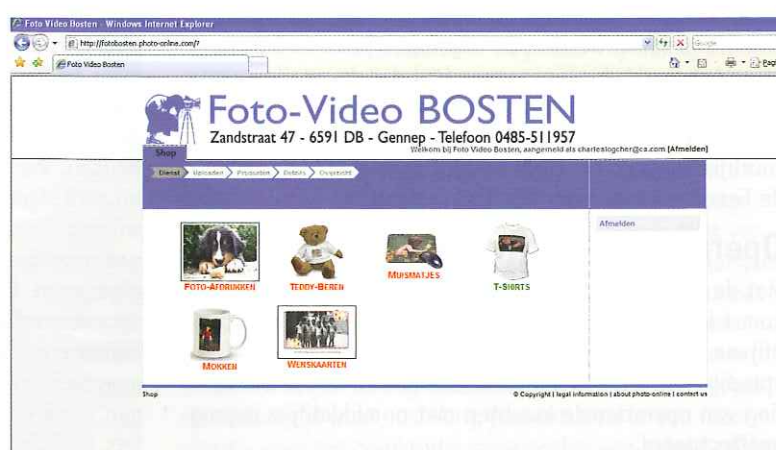 Foto Video Bosten - Windows Internet Explorer
http://fotobosten.photo-online.com/?
Google
Foto Video Bosten
Foto-Video BOSTEN
Zandstraat 47 - 6591 DB - Gennep - Telefoon 0485-511957
Welkom bij Foto Video Bosten, aangemeld als [Afmelden]
Shop
Dienst Uploaden Producten Details Overzicht
Afmelden
FOTO-AFDRUKKEN TEDDY-BEREN MUISMATJES T-SHIRTS
MOKKEN WENSKAARTEN
Shop © Copyright | legal information | about photo-online | contact us